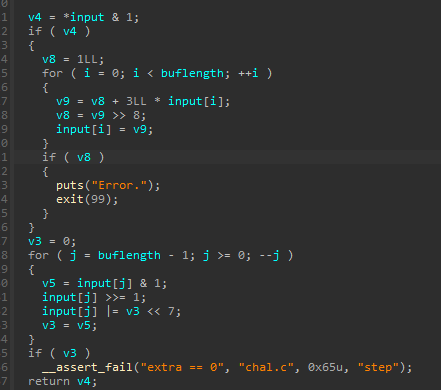 0
1 v4 = *input & 1;
2 if ( v4 )
3 {
4 v8 = 1LL;
5 for ( i = 0; i < buflength; ++i )
6 {
7 v9 = v8 + 3LL * input[i];
8 v8 = v9 >> 8;
9 input[i] = v9;
0 }
1 if ( v8 )
2 {
3 puts("Error.");
4 exit(99);
5 }
6 }
7 v3 = 0;
8 for ( j = buflength - 1; j >= 0; --j )
9 {
0 v5 = input[j] & 1;
1 input[j] >>= 1;
2 input[j] |= v3 << 7;
3 v3 = v5;
4 }
5 if ( v3 )
6 __assert_fail("extra == 0", "chal.c", 0x65u, "step");
7 return v4;